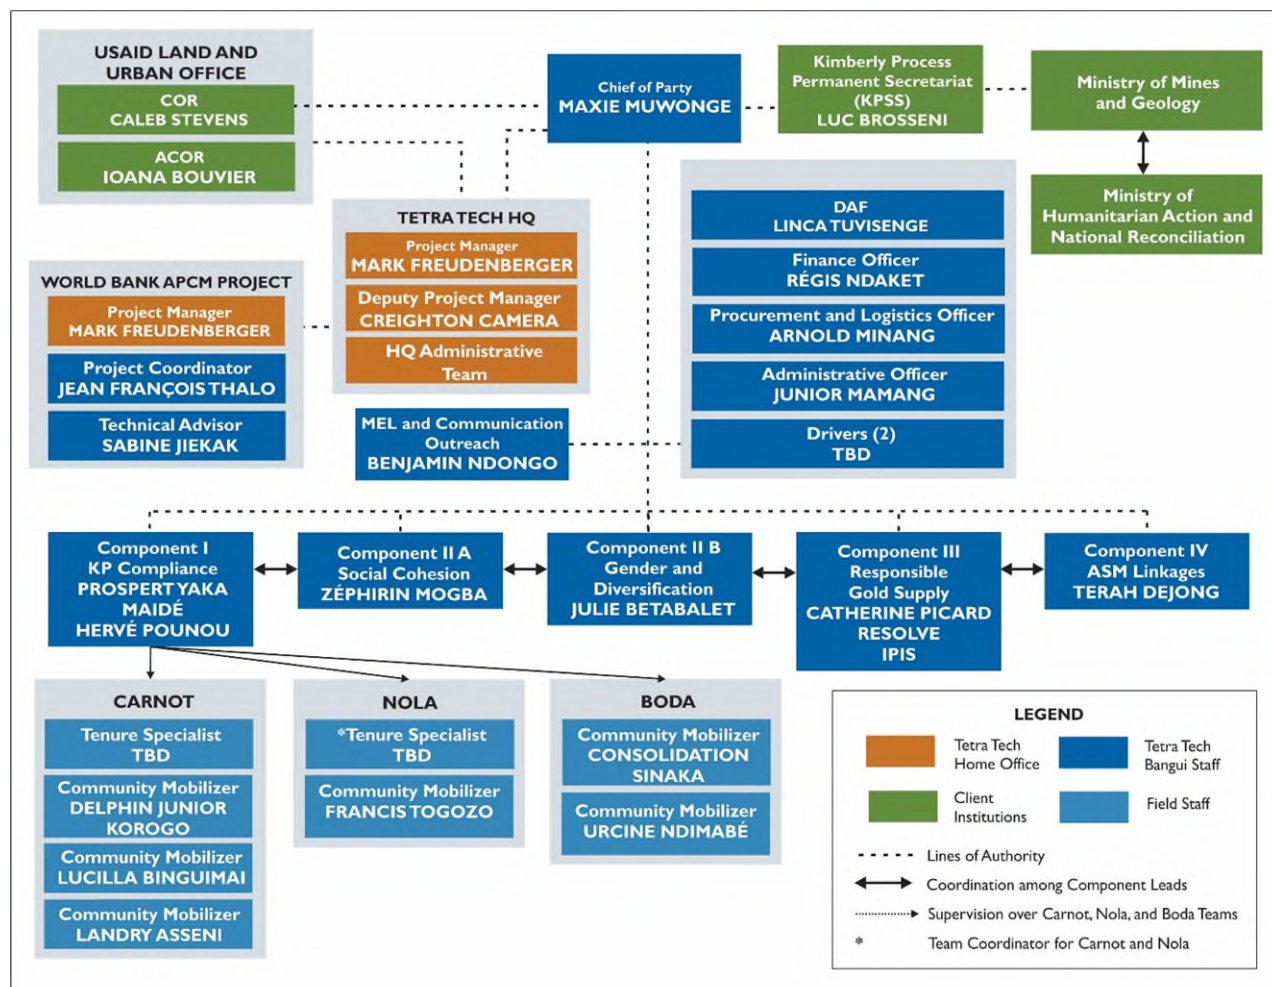 USAID LAND AND
URBAN OFFICE
COR
CALEB STEVENS
ACOR
IOANA BOUVIER
Chief of Party
MAXIE MUWONGE
Kimberly Process
Permanent Secretariat
(KPSS)
LUC BROSSENI
Ministry of Mines
and Geology
Ministry of
Humanitarian Action and
National Reconciliation
TETRA TECH HQ
Project Manager
MARK FREUDENBERGER
Deputy Project Manager
CREIGHTON CAMERA
HQ Administrative
Team
WORLD BANK APCM PROJECT
Project Manager
MARK FREUDENBERGER
Project Coordinator
JEAN FRANÇOIS THALO
Technical Advisor
SABINE JIEKAK
DAF
LINCA TUVISENGE
Finance Officer
RÉGIS NDAKET
Procurement and Logistics Officer
ARNOLD MINANG
Administrative Officer
JUNIOR MAMANG
Drivers (2)
TBD
MEL and Communication
Outreach
BENJAMIN NDONGO
Component I
KP Compliance
PROSPERT YAKA
MAIDÉ
HERVÉ POUNOU
Component II A
Social Cohesion
ZÉPHIRIN MOGBA
Component II B
Gender and
Diversification
JULIE BETABALET
Component III
Responsible
Gold Supply
CATHERINE PICARD
RESOLVE
IPIS
Component IV
ASM Linkages
TERAH DEJONG
CARNOT
Tenure Specialist
TBD
Community Mobilizer
DELPHIN JUNIOR
KOROGO
Community Mobilizer
LUCILLA BINGUIMAI
Community Mobilizer
LANDRY ASSENI
NOLA
*Tenure Specialist
TBD
Community Mobilizer
FRANCIS TOGOZO
BODA
Community Mobilizer
CONSOLIDATION
SINAKA
Community Mobilizer
URCINE NDIMABÉ
LEGEND
Tetra Tech
Home Office
Tetra Tech
Bangui Staff
Client
Institutions
Field Staff
Lines of Authority
Coordination among Component Leads
Supervision over Carnot, Nola, and Boda Teams
* Team Coordinator for Carnot and Nola